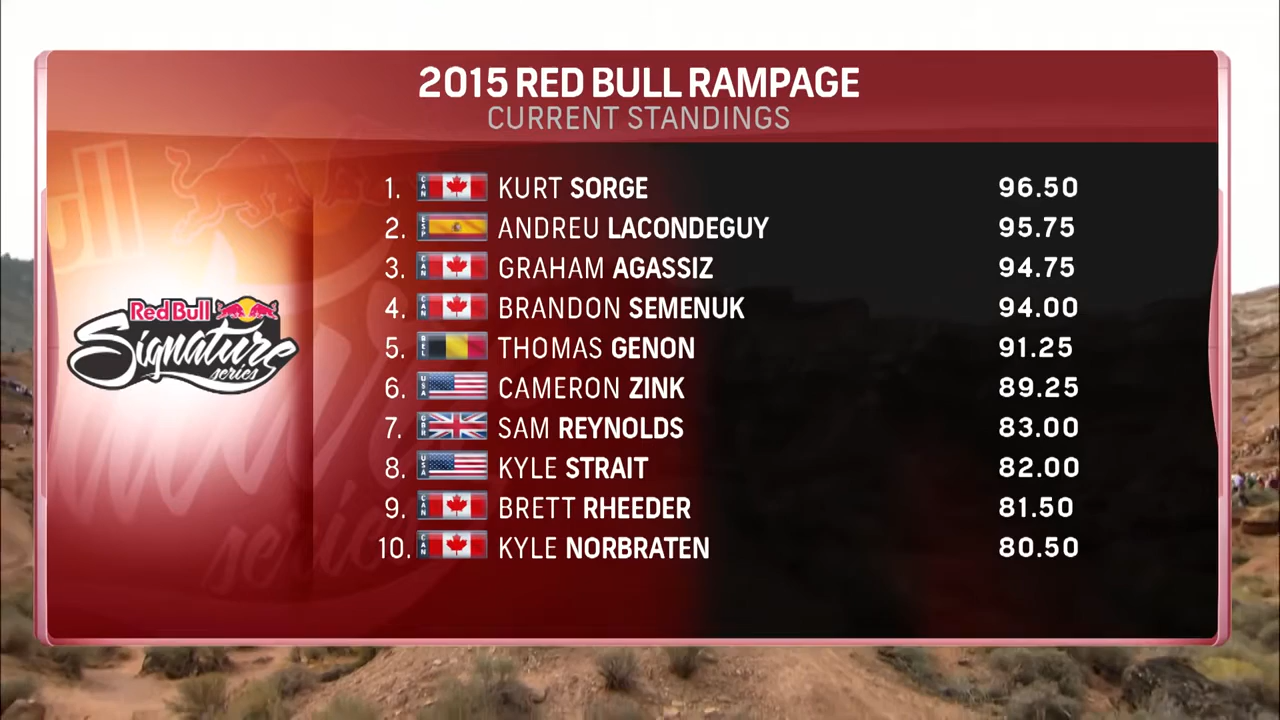 2015 RED BULL RAMPAGE
CURRENT STANDINGS
1. CAN KURT SORGE 96.50
2. ESP ANDREU LACONDEGUY 95.75
3. CAN GRAHAM AGASSIZ 94.75
4. CAN BRANDON SEMENUK 94.00
5. BEL THOMAS GENON 91.25
6. USA CAMERON ZINK 89.25
7. GBR SAM REYNOLDS 83.00
8. USA KYLE STRAIT 82.00
9. CAN BRETT RHEEDER 81.50
10. CAN KYLE NORBRATEN 80.50
Red Bull
Signature
series